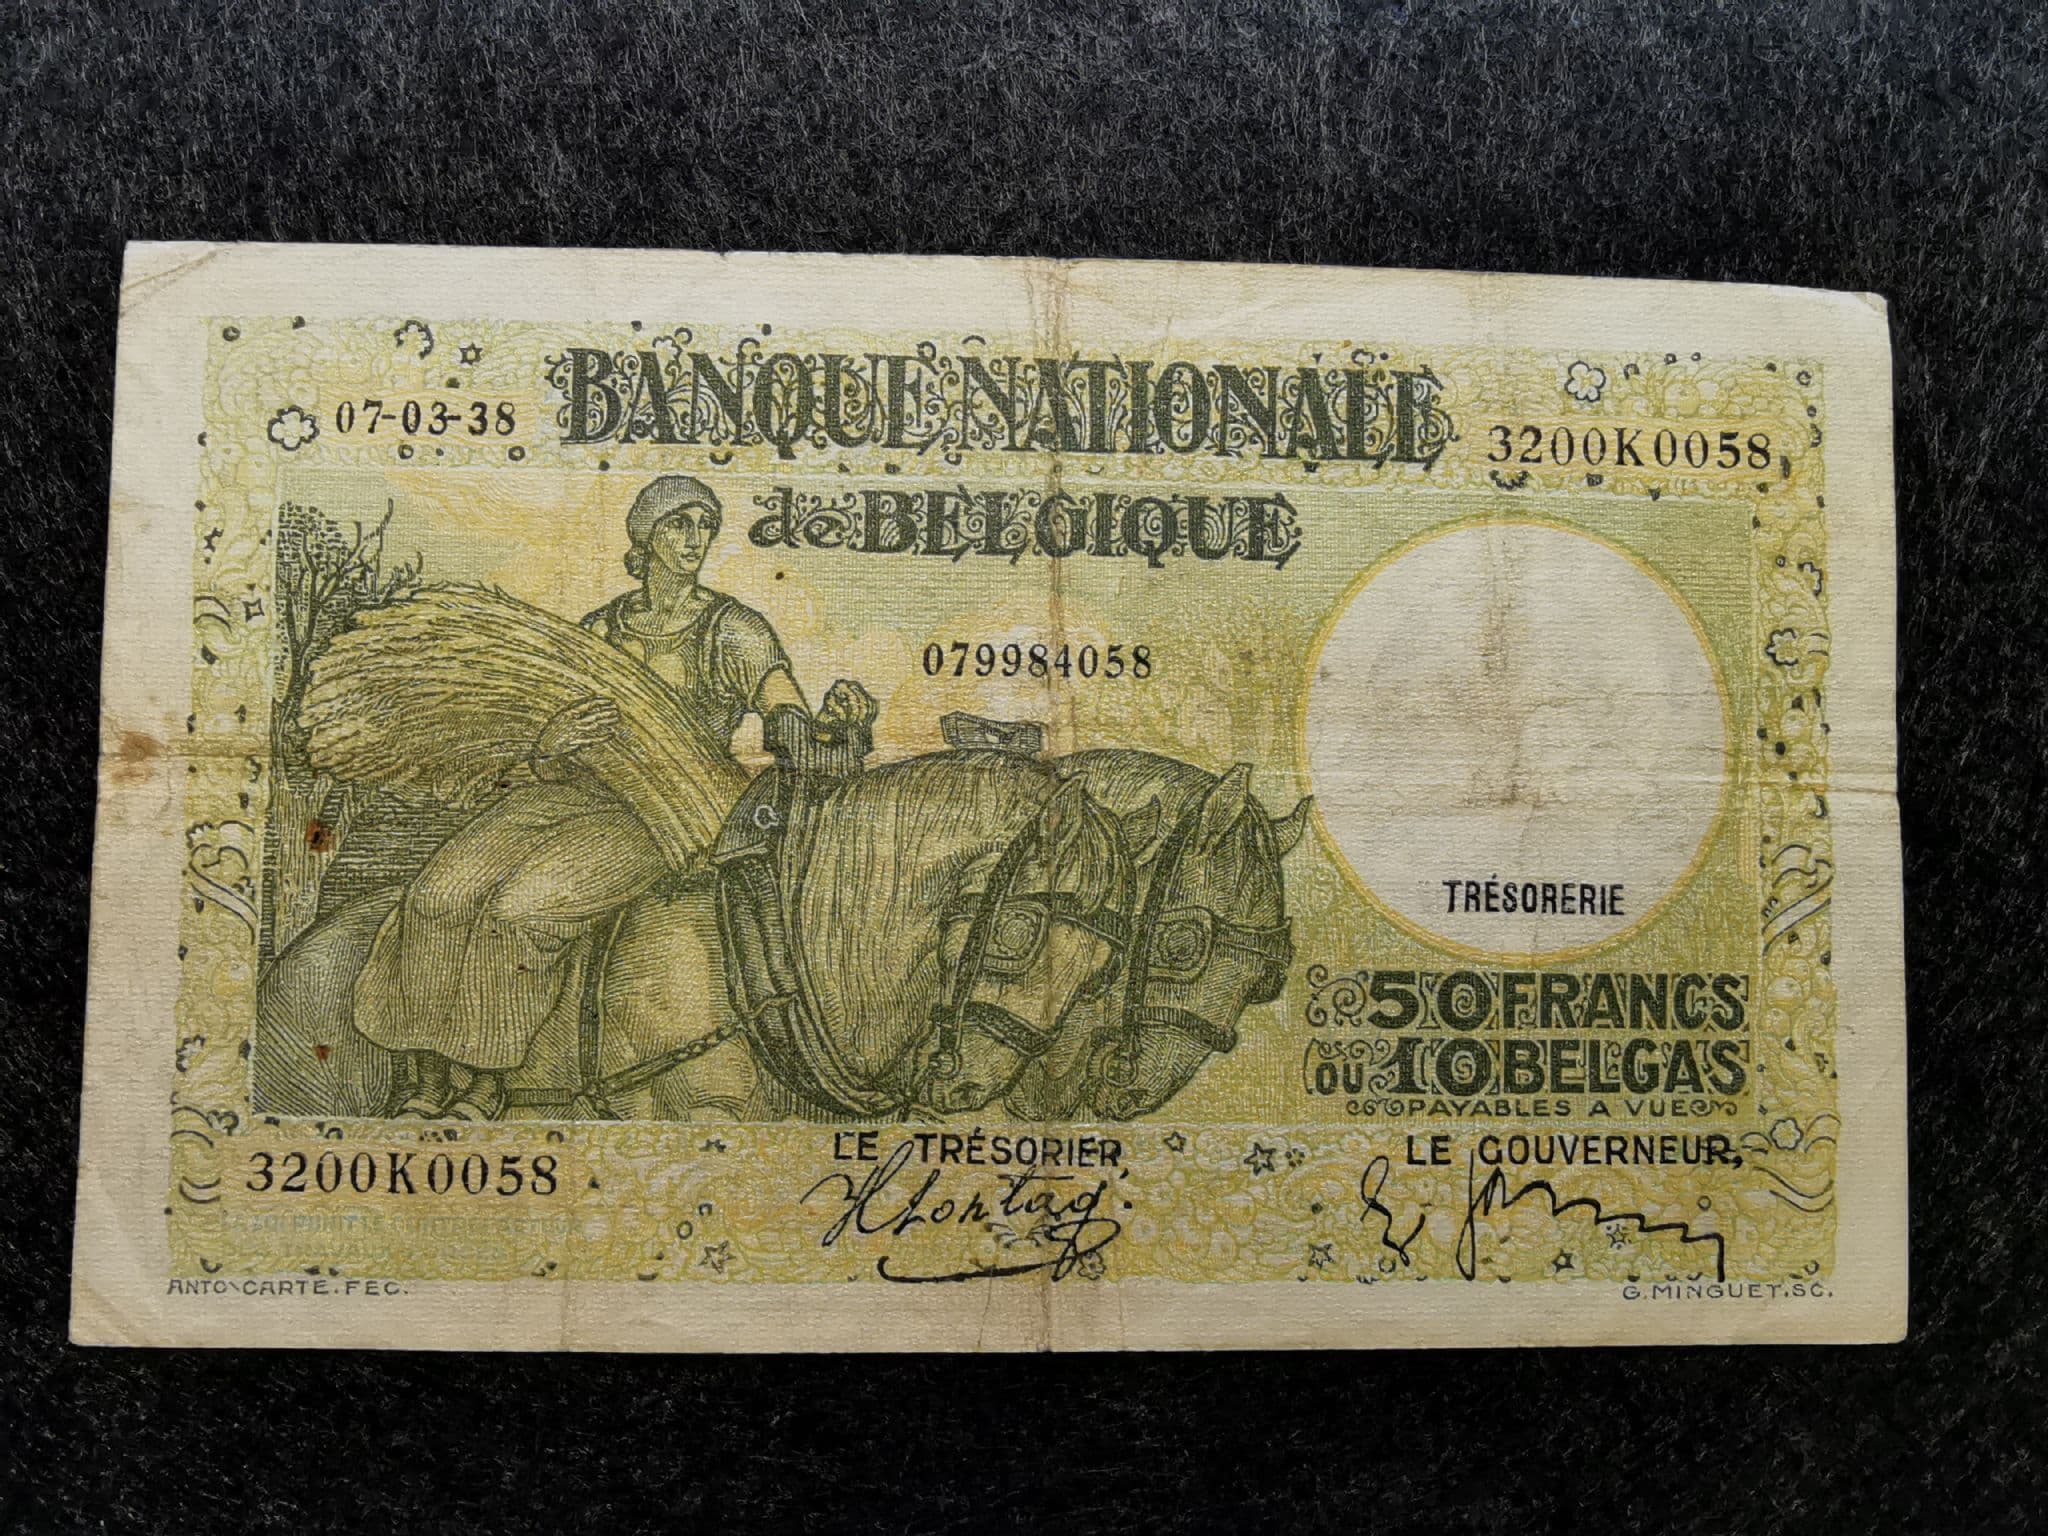 BANQUE NATIONALE
07-03-38
3200K0058
de BELGIQUE
079984058
TRÉSORERIE
50 FRANCS
OU 10 BELGAS
PAYABLES A VUE
LE TRÉSORIER,
LE GOUVERNEUR,
3200K0058
ANTO CARTE. FEC.
G. MINGUET. SC.